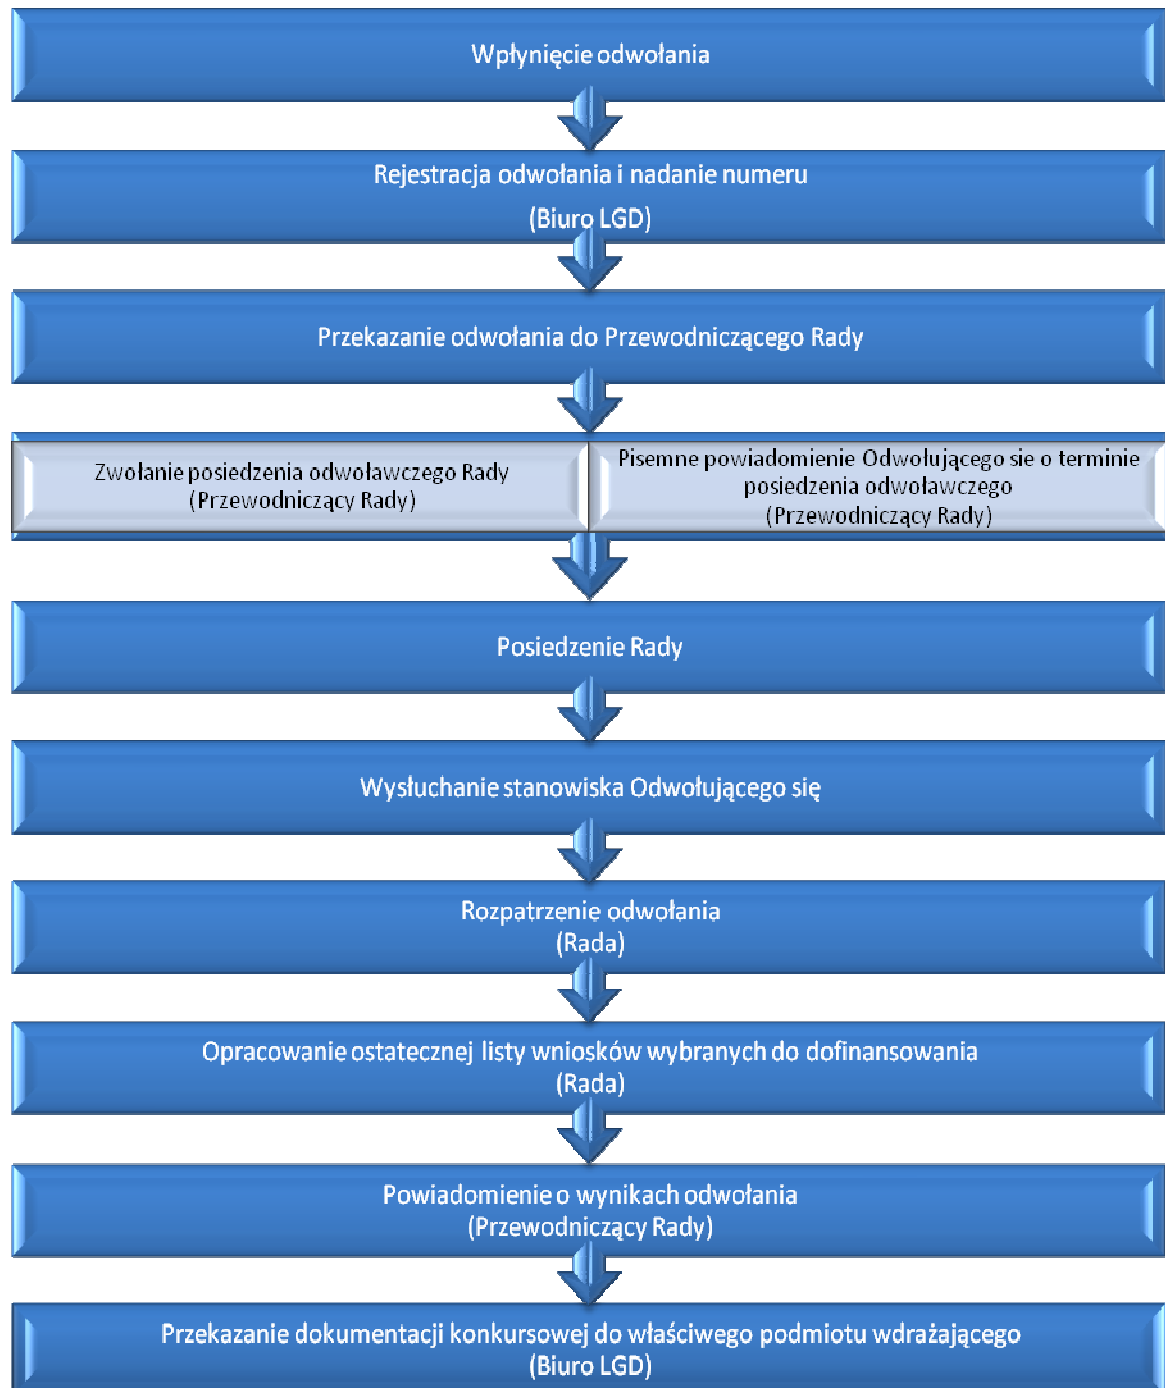 Wpłynięcie odwołania
Rejestracja odwołania i nadanie numeru
(Biuro LGD)
Przekazanie odwołania do Przewodniczącego Rady
Zwołanie posiedzenia odwoławczego Rady
(Przewodniczący Rady)
Pisemne powiadomienie Odwołującego sie o terminie
posiedzenia odwoławczego
(Przewodniczący Rady)
Posiedzenie Rady
Wysłuchanie stanowiska Odwołującego się
Rozpatrzenie odwołania
(Rada)
Opracowanie ostatecznej listy wniosków wybranych do dofinansowania
(Rada)
Powiadomienie o wynikach odwołania
(Przewodniczący Rady)
Przekazanie dokumentacji konkursowej do właściwego podmiotu wdrażającego
(Biuro LGD)